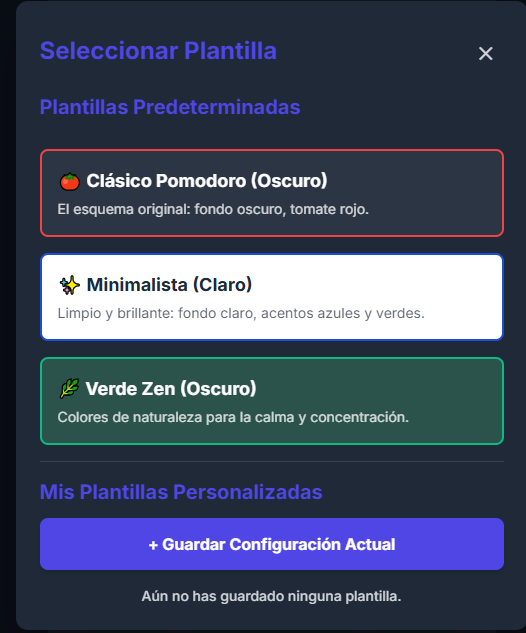 Seleccionar Plantilla
×
Plantillas Predeterminadas
🍅 Clásico Pomodoro (Oscuro)
El esquema original: fondo oscuro, tomate rojo.
✨ Minimalista (Claro)
Limpio y brillante: fondo claro, acentos azules y verdes.
🌿 Verde Zen (Oscuro)
Colores de naturaleza para la calma y concentración.
Mis Plantillas Personalizadas
+ Guardar Configuración Actual
Aún no has guardado ninguna plantilla.